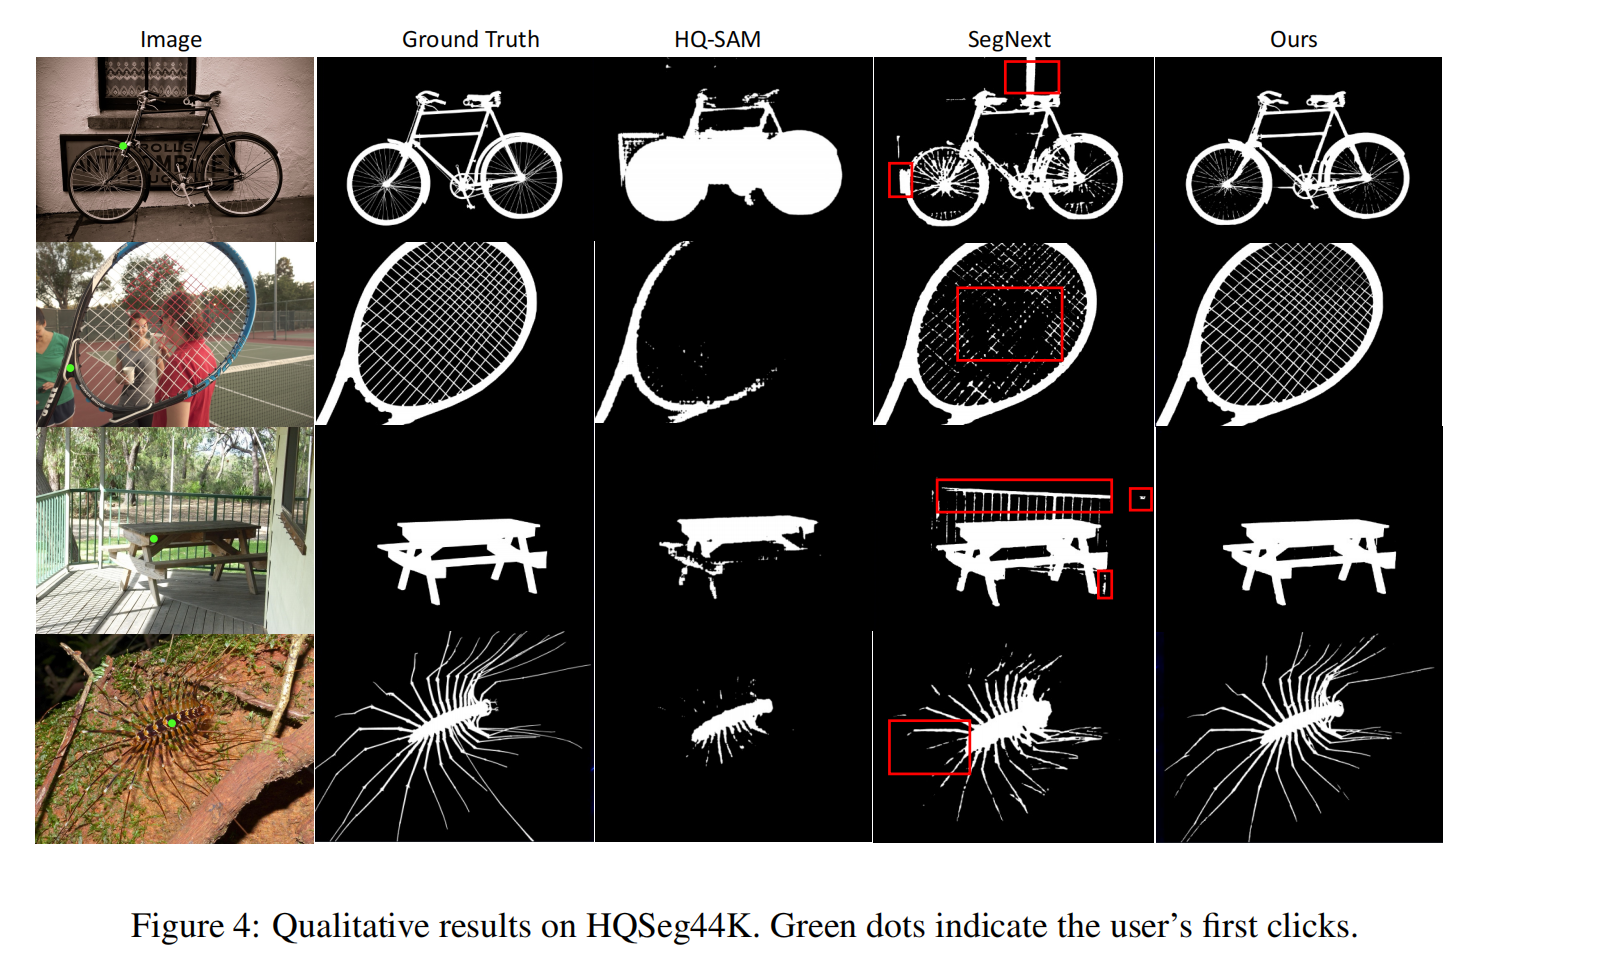 Image
Ground Truth
HQ-SAM
SegNext
Ours
Figure 4: Qualitative results on HQSeg44K. Green dots indicate the user's first clicks.